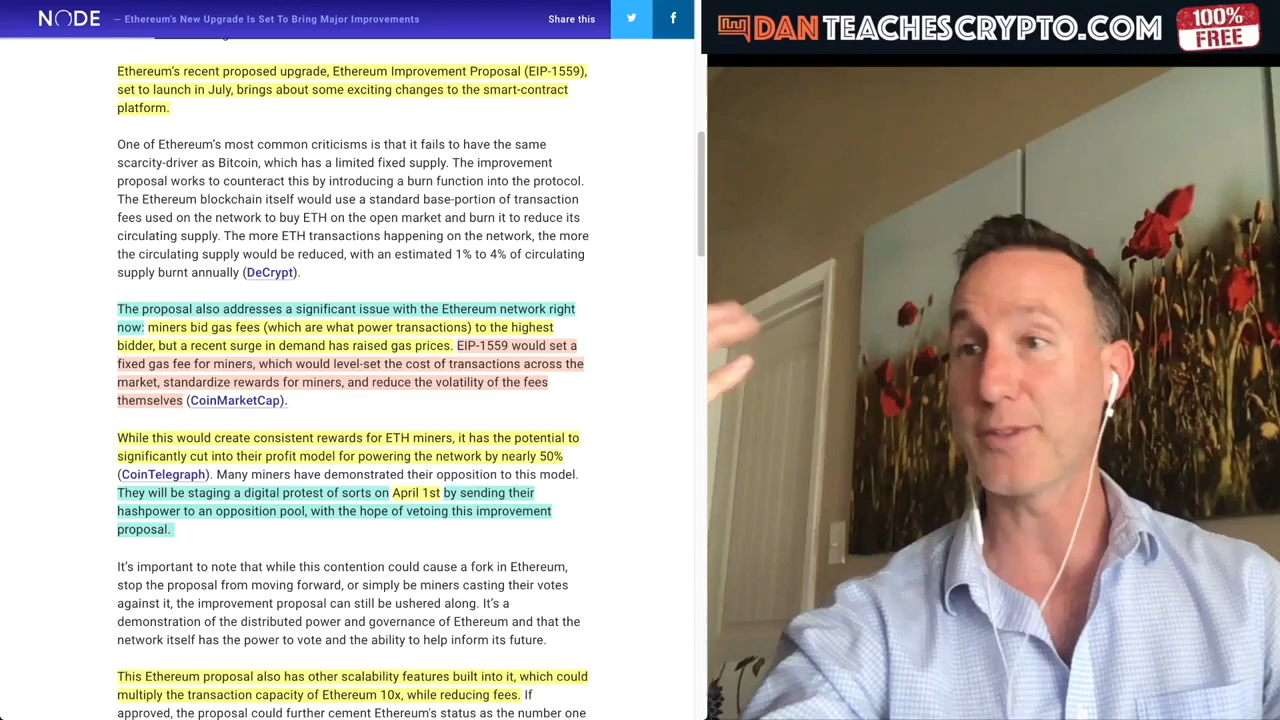 NODE — Ethereum's New Upgrade Is Set To Bring Major Improvements
Share this
DANTEACHESCRYPTO.COM
100%
FREE
Ethereum's recent proposed upgrade, Ethereum Improvement Proposal (EIP-1559),
set to launch in July, brings about some exciting changes to the smart-contract
platform.
One of Ethereum's most common criticisms is that it fails to have the same
scarcity-driver as Bitcoin, which has a limited fixed supply. The improvement
proposal works to counteract this by introducing a burn function into the protocol.
The Ethereum blockchain itself would use a standard base-portion of transaction
fees used on the network to buy ETH on the open market and burn it to reduce its
circulating supply. The more ETH transactions happening on the network, the more
the circulating supply would be reduced, with an estimated 1% to 4% of circulating
supply burnt annually (DeCrypt).
The proposal also addresses a significant issue with the Ethereum network right
now: miners bid gas fees (which are what power transactions) to the highest
bidder, but a recent surge in demand has raised gas prices. EIP-1559 would set a
fixed gas fee for miners, which would level-set the cost of transactions across the
market, standardize rewards for miners, and reduce the volatility of the fees
themselves (CoinMarketCap).
While this would create consistent rewards for ETH miners, it has the potential to
significantly cut into their profit model for powering the network by nearly 50%
(CoinTelegraph). Many miners have demonstrated their opposition to this model.
They will be staging a digital protest of sorts on April 1st by sending their
hashpower to an opposition pool, with the hope of vetoing this improvement
proposal.
It's important to note that while this contention could cause a fork in Ethereum,
stop the proposal from moving forward, or simply be miners casting their votes
against it, the improvement proposal can still be ushered along. It's a
demonstration of the distributed power and governance of Ethereum and that the
network itself has the power to vote and the ability to help inform its future.
This Ethereum proposal also has other scalability features built into it, which could
multiply the transaction capacity of Ethereum 10x, while reducing fees. If
approved, the proposal could further cement Ethereum's status as the number one